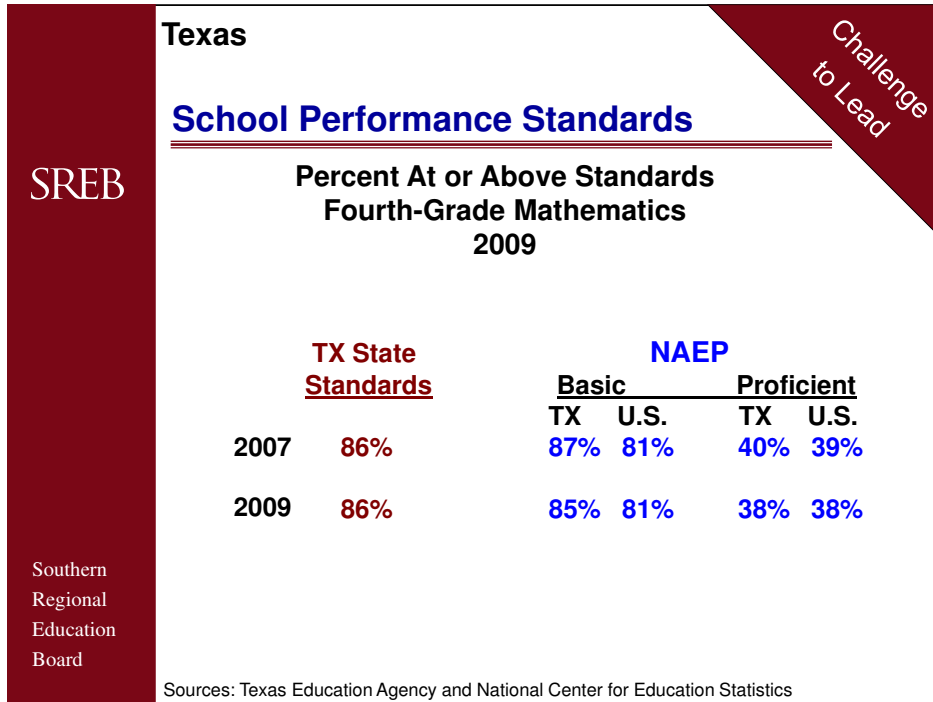 Texas
Challenge
to Lead
School Performance Standards
SREB
Percent At or Above Standards
Fourth-Grade Mathematics
2009
TX State NAEP
Standards Basic Proficient
TX U.S. TX U.S.
2007 86% 87% 81% 40% 39%
2009 86% 85% 81% 38% 38%
Southern
Regional
Education
Board
Sources: Texas Education Agency and National Center for Education Statistics